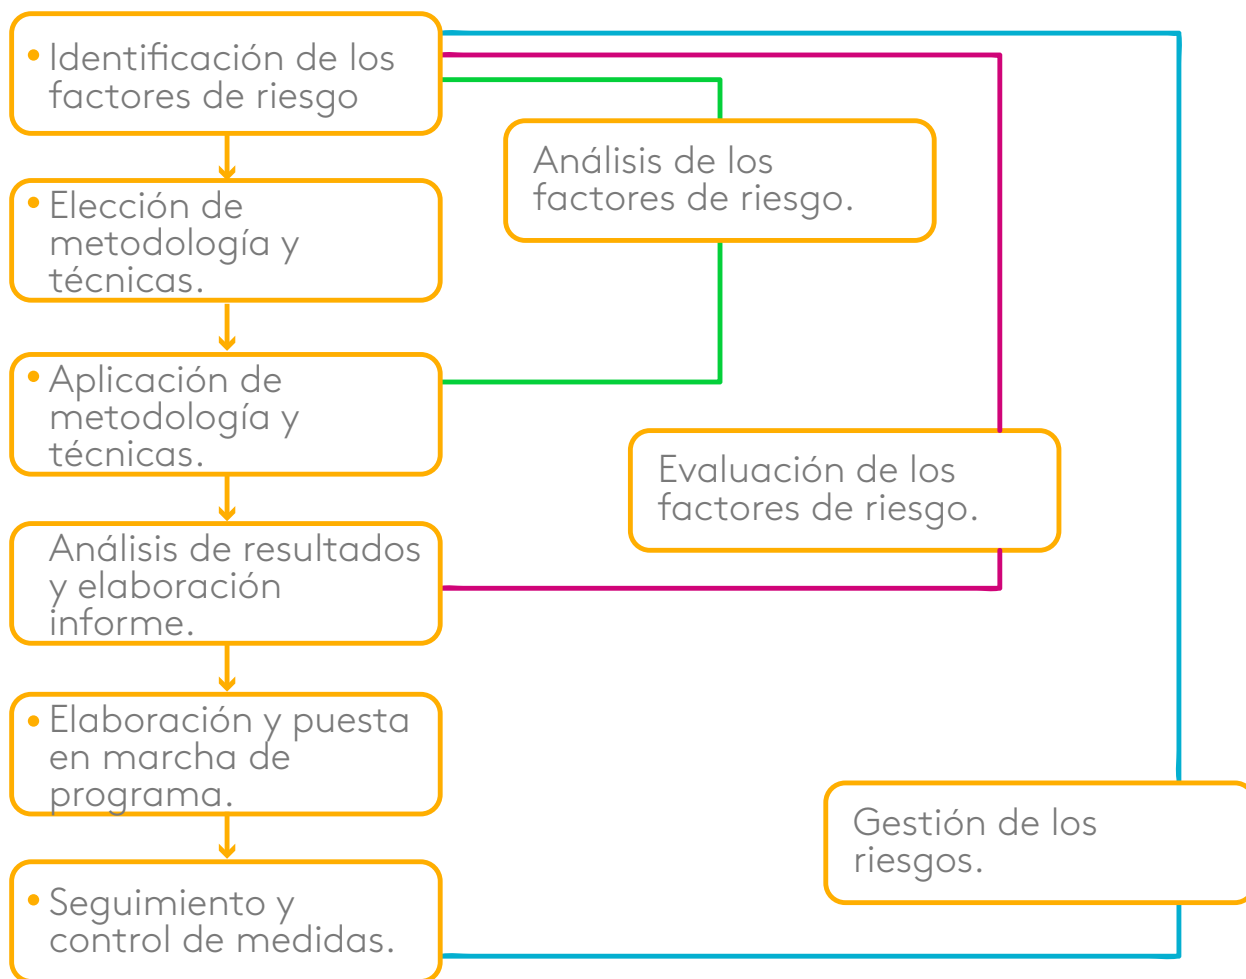 • Identificación de los
factores de riesgo
• Elección de
metodología y
técnicas.
• Aplicación de
metodología y
técnicas.
Análisis de resultados
y elaboración
informe.
• Elaboración y puesta
en marcha de
programa.
• Seguimiento y
control de medidas.
Análisis de los
factores de riesgo.
Evaluación de los
factores de riesgo.
Gestión de los
riesgos.